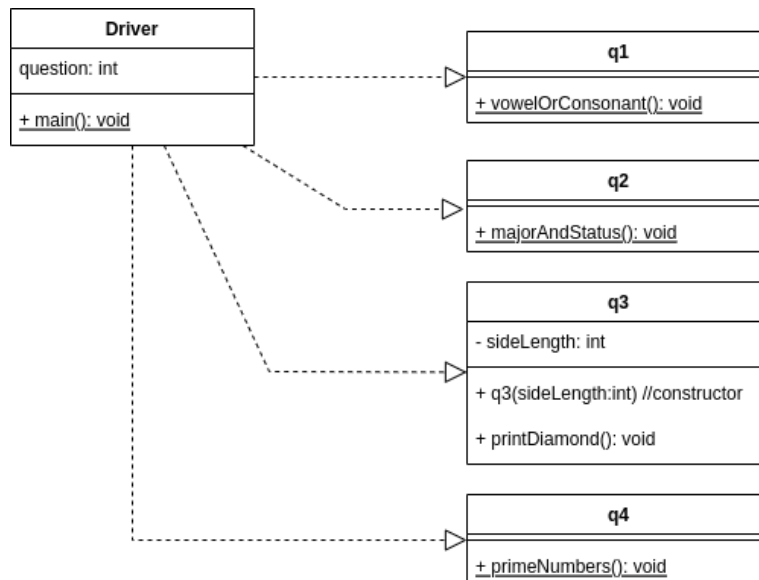 Driver
question: int
+ main(): void
q1
+ vowelOrConsonant(): void
q2
+ majorAndStatus(): void
q3
- sideLength: int
+ q3(sideLength:int) //constructor
+ printDiamond(): void
q4
+ primeNumbers(): void